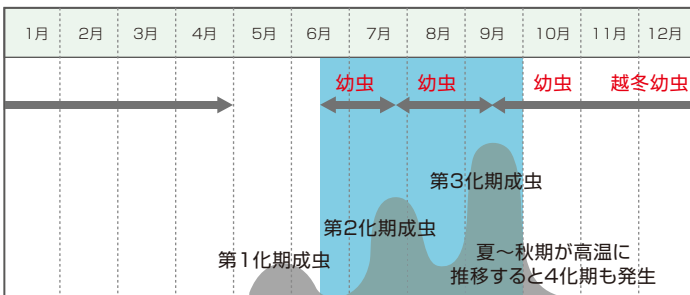 1月 2月 3月 4月 5月 6月 7月 8月 9月 10月 11月 12月
幼虫 幼虫 幼虫 越冬幼虫
第3化期成虫
第2化期成虫
第1化期成虫
夏～秋期が高温に
推移すると4化期も発生